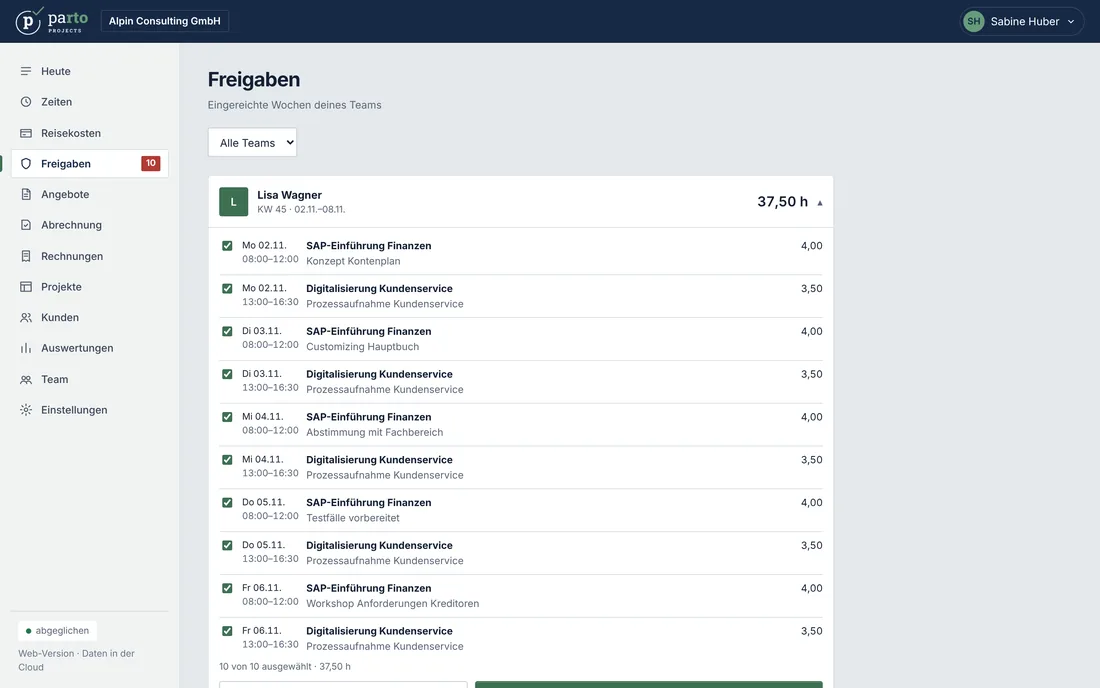 parto
PROJECTS
Alpin Consulting GmbH
SH Sabine Huber
Heute
Zeiten
Reisekosten
Freigaben 10
Angebote
Abrechnung
Rechnungen
Projekte
Kunden
Auswertungen
Team
Einstellungen
abgeglichen
Web-Version · Daten in der
Cloud
Freigaben
Eingereichte Wochen deines Teams
Alle Teams
L
Lisa Wagner
KW 45 · 02.11.–08.11.
37,50 h
Mo 02.11. SAP-Einführung Finanzen 4,00
08:00–12:00 Konzept Kontenplan
Mo 02.11. Digitalisierung Kundenservice 3,50
13:00–16:30 Prozessaufnahme Kundenservice
Di 03.11. SAP-Einführung Finanzen 4,00
08:00–12:00 Customizing Hauptbuch
Di 03.11. Digitalisierung Kundenservice 3,50
13:00–16:30 Prozessaufnahme Kundenservice
Mi 04.11. SAP-Einführung Finanzen 4,00
08:00–12:00 Abstimmung mit Fachbereich
Mi 04.11. Digitalisierung Kundenservice 3,50
13:00–16:30 Prozessaufnahme Kundenservice
Do 05.11. SAP-Einführung Finanzen 4,00
08:00–12:00 Testfälle vorbereitet
Do 05.11. Digitalisierung Kundenservice 3,50
13:00–16:30 Prozessaufnahme Kundenservice
Fr 06.11. SAP-Einführung Finanzen 4,00
08:00–12:00 Workshop Anforderungen Kreditoren
Fr 06.11. Digitalisierung Kundenservice 3,50
13:00–16:30 Prozessaufnahme Kundenservice
10 von 10 ausgewählt · 37,50 h